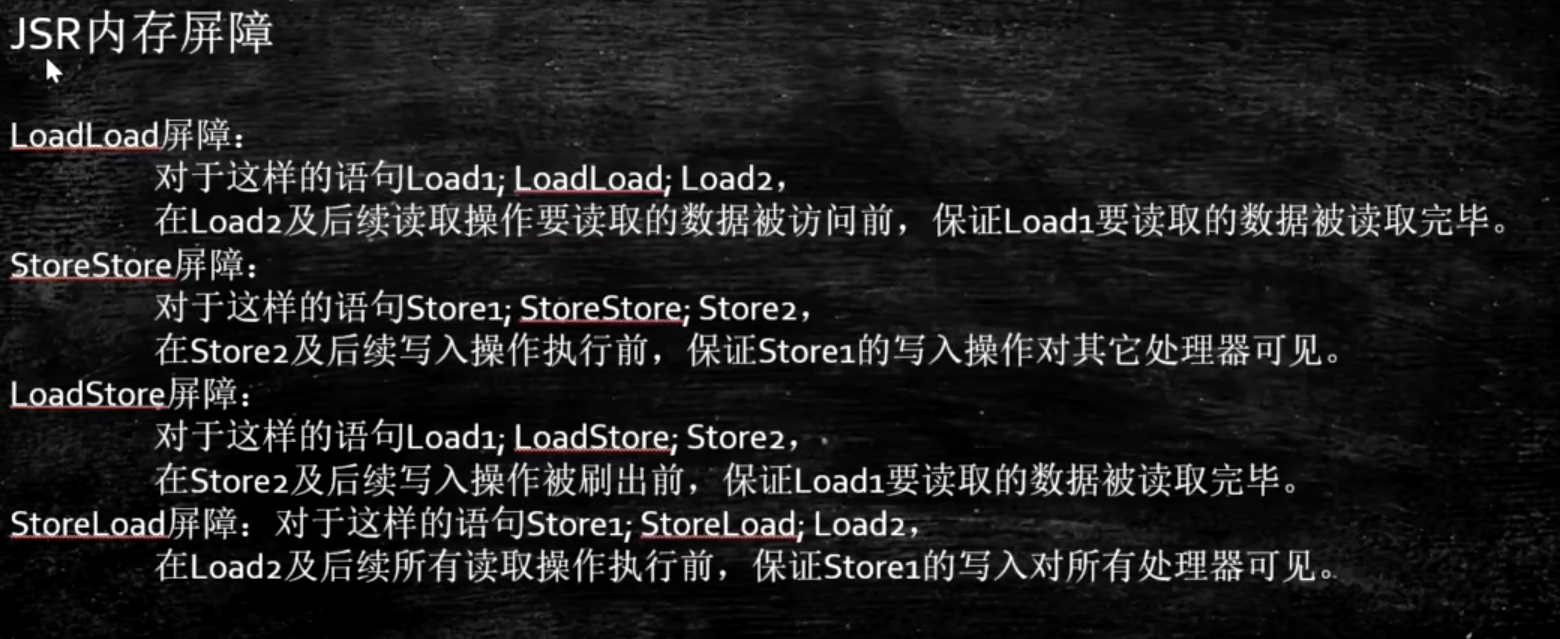 JSR内存屏障
LoadLoad屏障：
对于这样的语句Load1; LoadLoad; Load2，
在Load2及后续读取操作要读取的数据被访问前，保证Load1要读取的数据被读取完毕。
StoreStore屏障：
对于这样的语句Store1; StoreStore; Store2，
在Store2及后续写入操作执行前，保证Store1的写入操作对其它处理器可见。
LoadStore屏障：
对于这样的语句Load1; LoadStore; Store2，
在Store2及后续写入操作被刷出前，保证Load1要读取的数据被读取完毕。
StoreLoad屏障：对于这样的语句Store1; StoreLoad; Load2，
在Load2及后续所有读取操作执行前，保证Store1的写入对所有处理器可见。